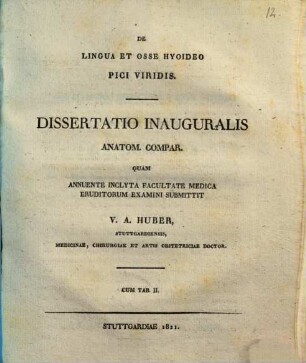 12.
DE
LINGUA ET OSSE HYOIDEO
PICI VIRIDIS.
DISSERTATIO INAUGURALIS
ANATOM. COMPAR.
QUAM
ANNUENTE INCLYTA FACULTATE MEDICA
ERUDITORUM EXAMINI SUBMITTIT
V. A. HUBER,
STUTTGARDIENSIS,
MEDICINAE, CHIRURGIAE ET ARTIS OBSTETRICIAE DOCTOR.
CUM TAB. II.
STUTTGARDIAE 1821.